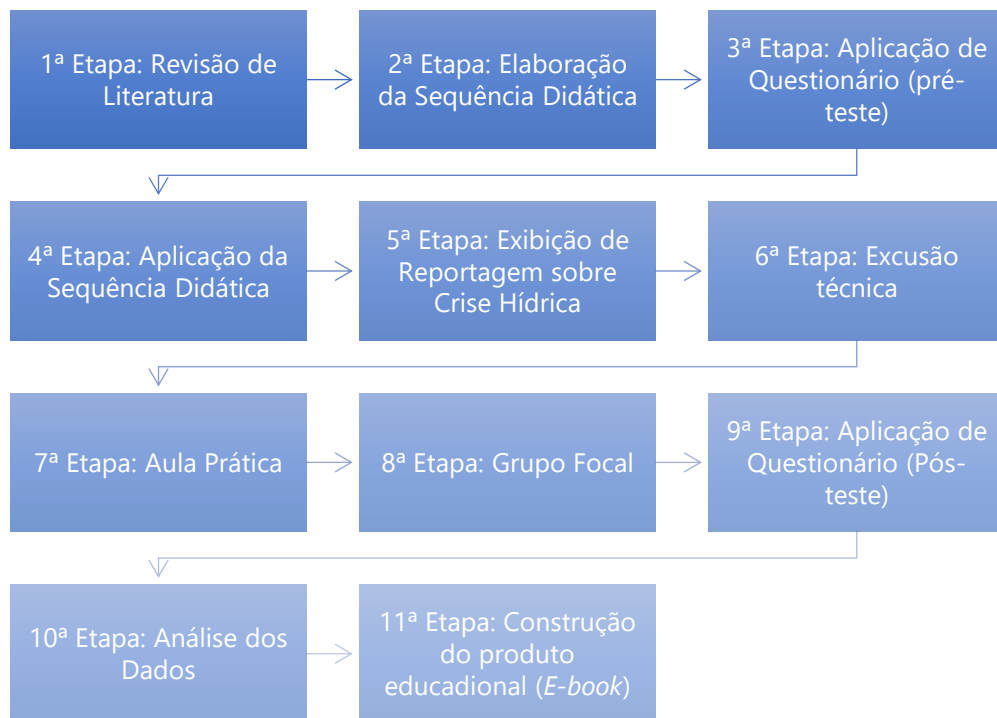 1ª Etapa: Revisão de
Literatura
2ª Etapa: Elaboração
da Sequência Didática
3ª Etapa: Aplicação de
Questionário (pré-
teste)
4ª Etapa: Aplicação da
Sequência Didática
5ª Etapa: Exibição de
Reportagem sobre
Crise Hídrica
6ª Etapa: Excusão
técnica
7ª Etapa: Aula Prática
8ª Etapa: Grupo Focal
9ª Etapa: Aplicação de
Questionário (Pós-
teste)
10ª Etapa: Análise dos
Dados
11ª Etapa: Construção
do produto
educadional (E-book)